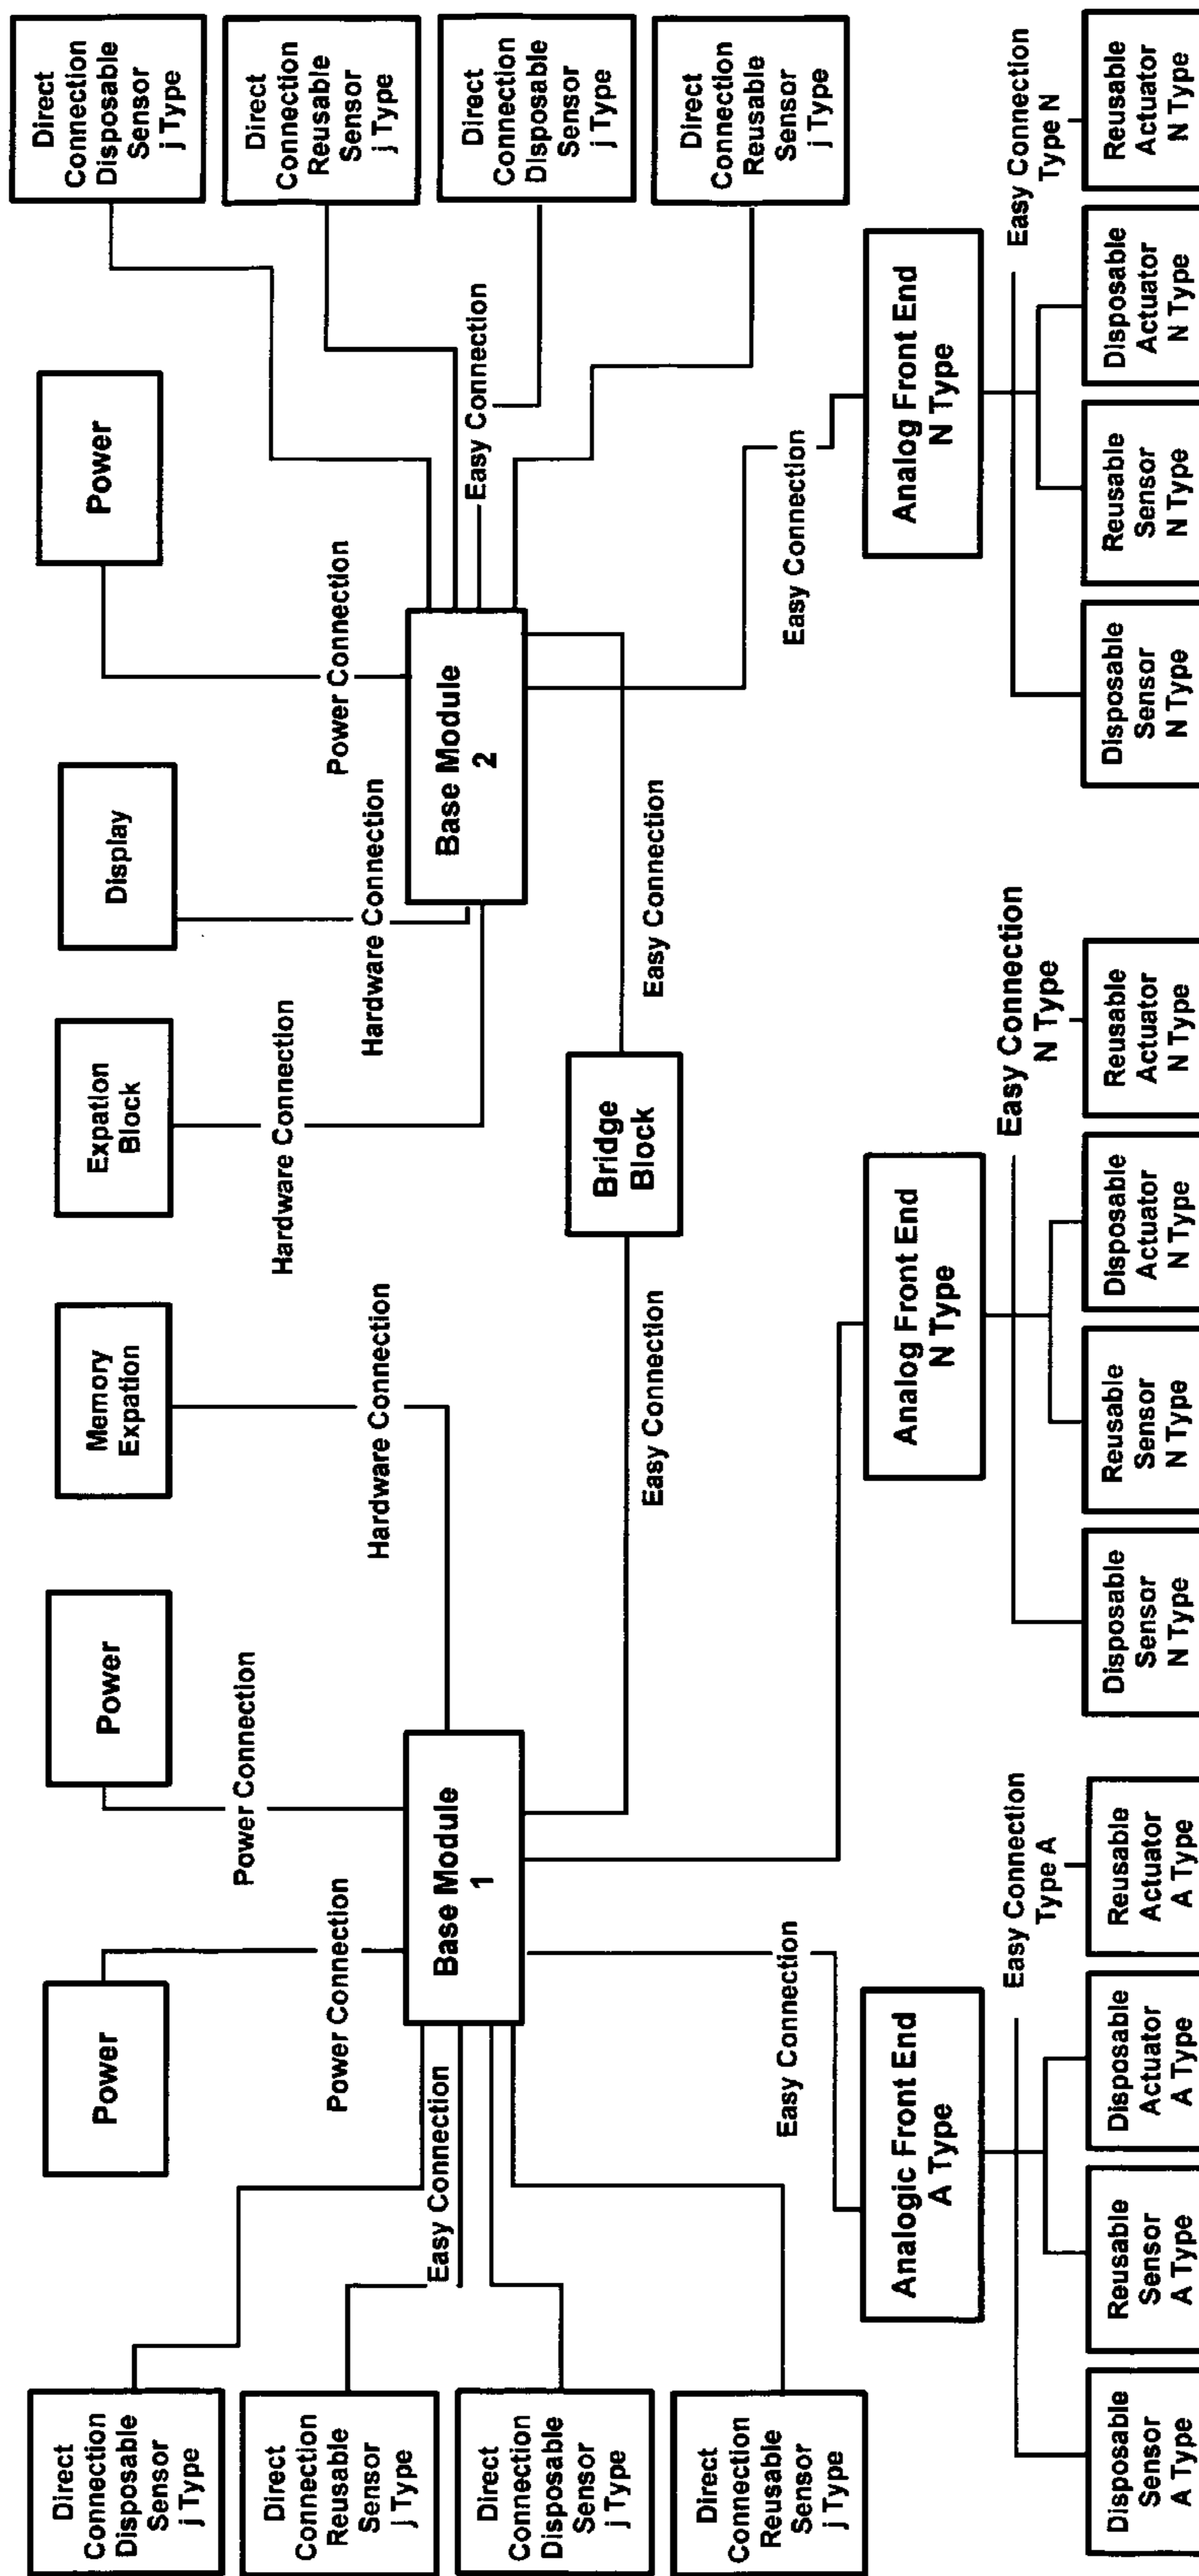 Direct
Connection
Disposable
Sensor
j Type
Power
Power
Memory
Expation
Expation
Block
Display
Power
Direct
Connection
Disposable
Sensor
j Type
Direct
Connection
Reusable
Sensor
j Type
Power Connection
Power Connection
Hardware Connection
Hardware Connection
Hardware Connection
Power Connection
Direct
Connection
Reusable
Sensor
j Type
Easy Connection
Base Module
1
Base Module
2
Easy Connection
Direct
Connection
Disposable
Sensor
j Type
Direct
Connection
Disposable
Sensor
j Type
Easy Connection
Bridge
Block
Easy Connection
Direct
Connection
Reusable
Sensor
j Type
Direct
Connection
Reusable
Sensor
j Type
Easy Connection
Easy Connection
Analogic Front End
A Type
Analog Front End
N Type
Analog Front End
N Type
Easy Connection
Type A
Easy Connection
N Type
Easy Connection
Type N
Disposable
Sensor
A Type
Reusable
Sensor
A Type
Disposable
Actuator
A Type
Reusable
Actuator
A Type
Disposable
Sensor
N Type
Reusable
Sensor
N Type
Disposable
Actuator
N Type
Reusable
Actuator
N Type
Disposable
Sensor
N Type
Reusable
Sensor
N Type
Disposable
Actuator
N Type
Reusable
Actuator
N Type